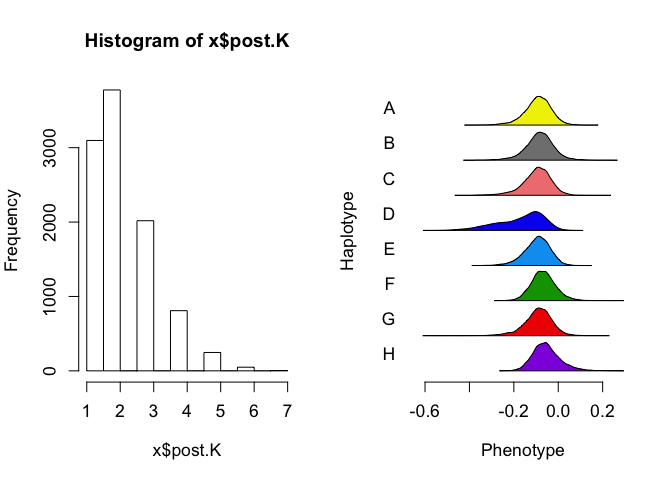 Histogram of x$post.K
Frequency
0
1000
2000
3000
1 2 3 4 5 6 7
x$post.K
Haplotype
A
B
C
D
E
F
G
H
-0.6 -0.2 0.0 0.2
Phenotype